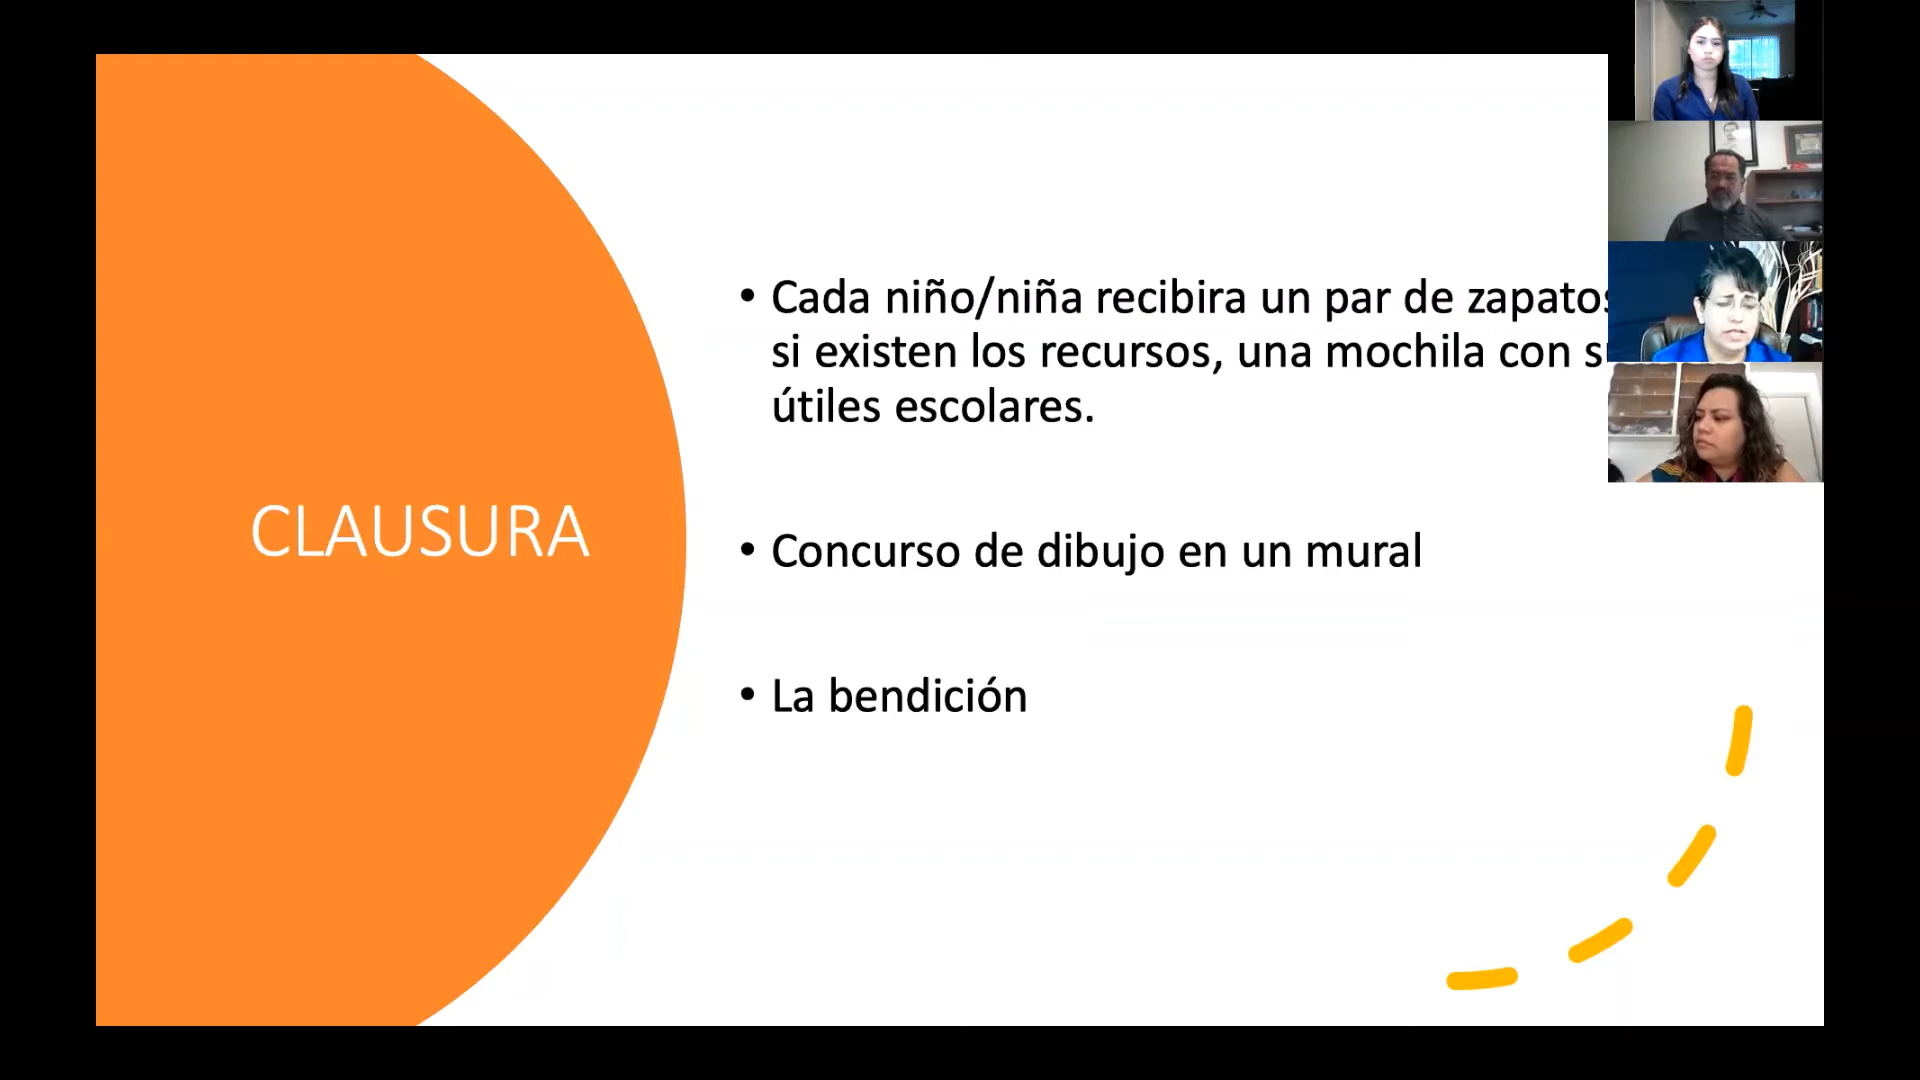 CLAUSURA
• Cada niño/niña recibira un par de zapatos
si existen los recursos, una mochila con
útiles escolares.
• Concurso de dibujo en un mural
• La bendición